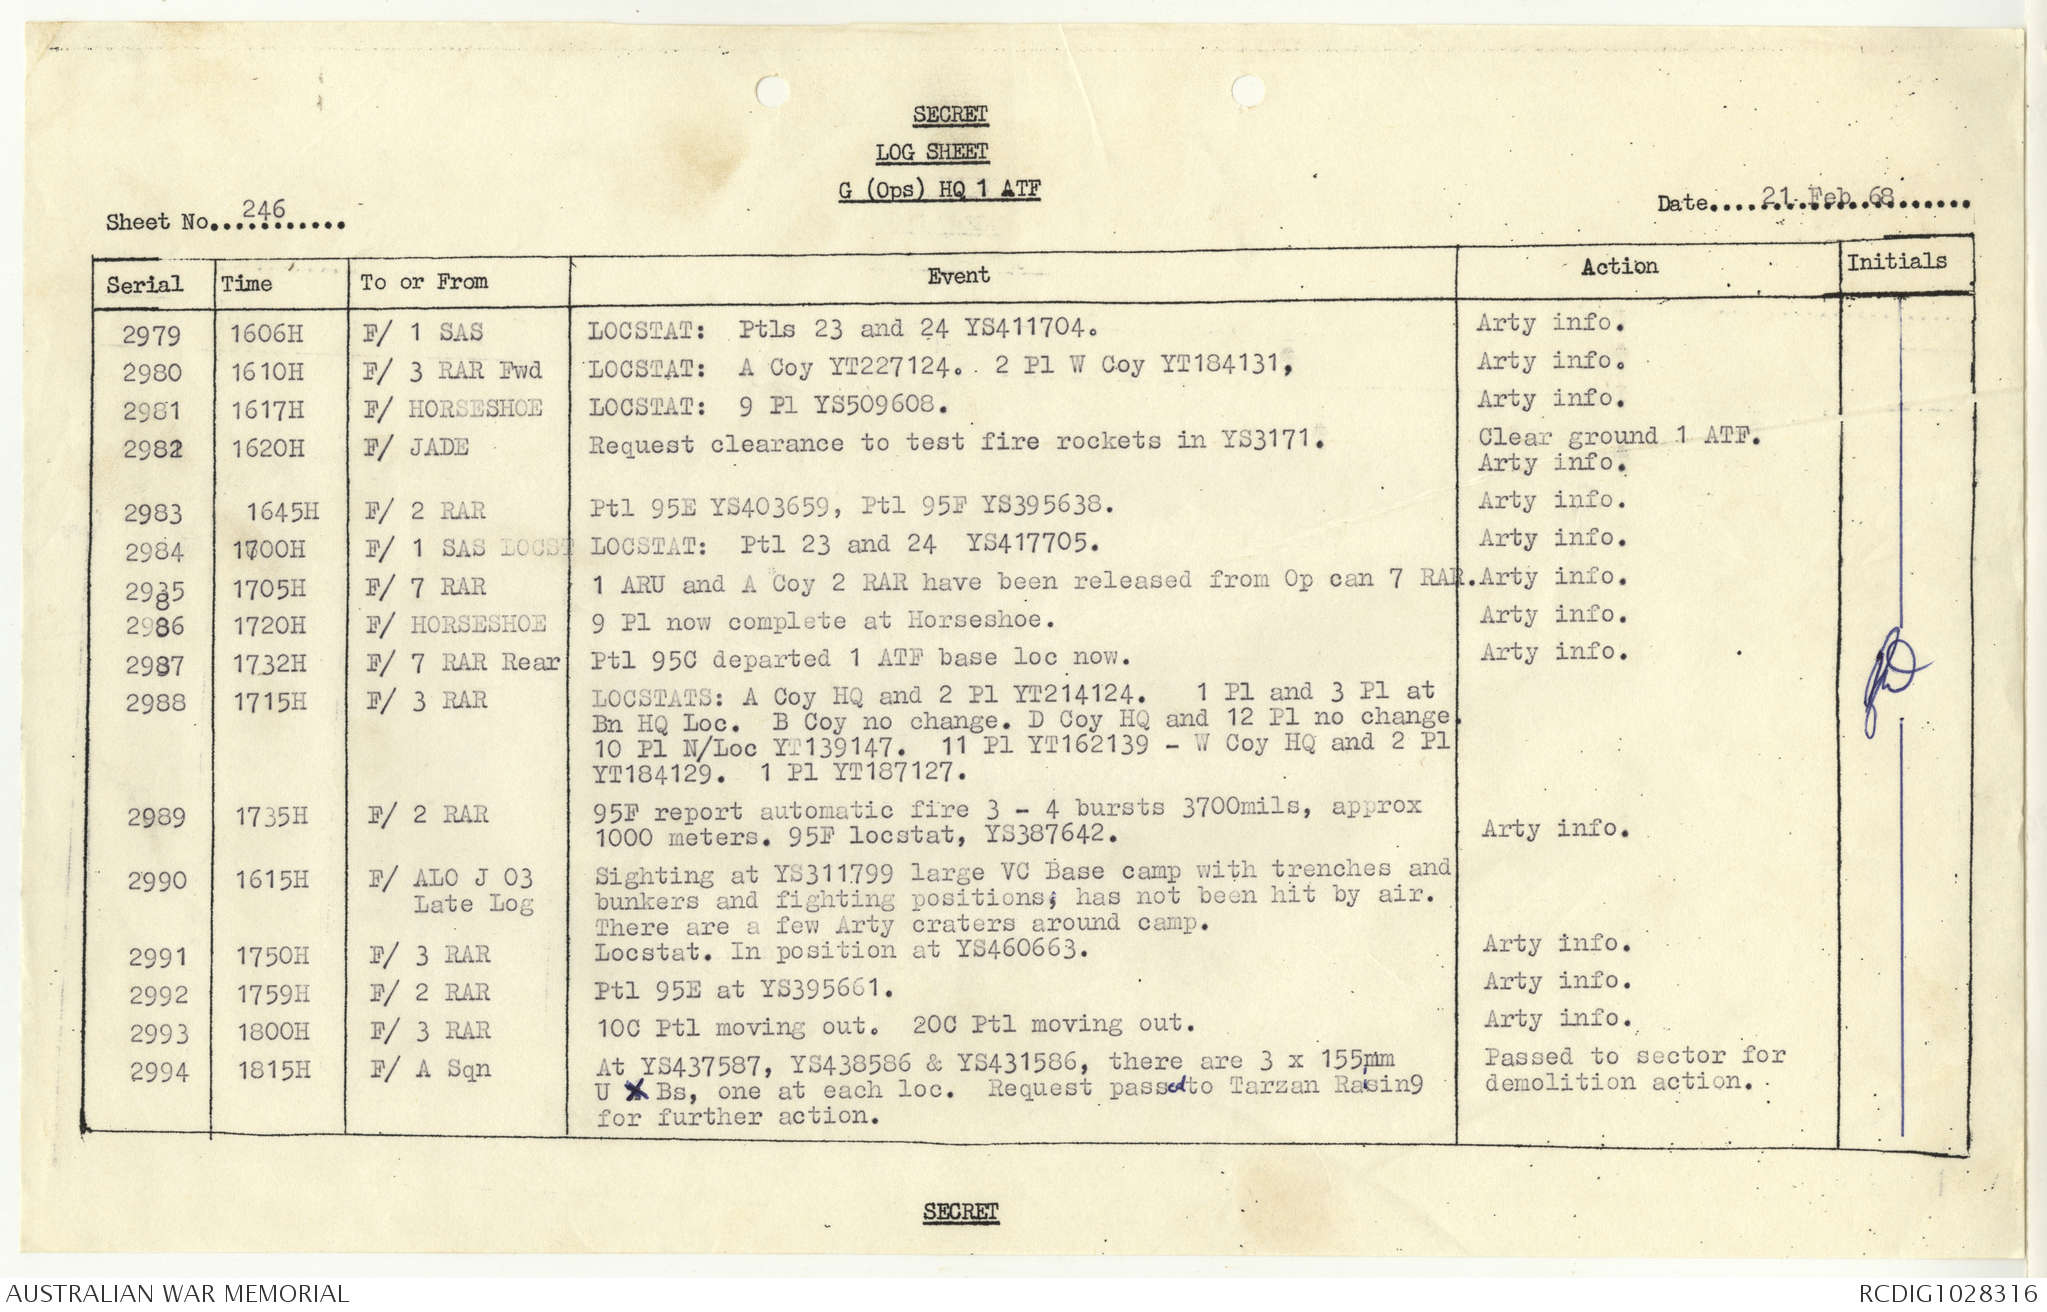 SECRET
LOG SHEET
G (Ops) HQ 1 ATF
Sheet No...246........
Date....21 Feb 68......
Serial Time To or From Event Action Initials
2979 1606H F/ 1 SAS LOCSTAT: Ptls 23 and 24 YS411704. Arty info.
2980 1610H F/ 3 RAR Fwd LOCSTAT: A Coy YT227124. 2 Pl W Coy YT184131, Arty info.
2981 1617H F/ HORSESHOE LOCSTAT: 9 Pl YS509608. Arty info.
2982 1620H F/ JADE Request clearance to test fire rockets in YS3171. Clear ground 1 ATF.
Arty info.
2983 1645H F/ 2 RAR Ptl 95E YS403659, Ptl 95F YS395638. Arty info.
2984 1700H F/ 1 SAS LOCST LOCSTAT: Ptl 23 and 24 YS417705. Arty info.
2985 1705H F/ 7 RAR 1 ARU and A Coy 2 RAR have been released from Op can 7 RAR. Arty info.
2986 1720H F/ HORSESHOE 9 Pl now complete at Horseshoe. Arty info.
2987 1732H F/ 7 RAR Rear Ptl 95C departed 1 ATF base loc now. Arty info.
2988 1715H F/ 3 RAR LOCSTATS: A Coy HQ and 2 Pl YT214124. 1 Pl and 3 Pl at
Bn HQ Loc. B Coy no change. D Coy HQ and 12 Pl no change.
10 Pl N/Loc YT139147. 11 Pl YT162139 - W Coy HQ and 2 Pl
YT184129. 1 Pl YT187127.
2989 1735H F/ 2 RAR 95F report automatic fire 3 - 4 bursts 3700mils, approx
1000 meters. 95F locstat, YS387642. Arty info.
2990 1615H F/ ALO J 03 Sighting at YS311799 large VC Base camp with trenches and
Late Log bunkers and fighting positions; has not been hit by air.
There are a few Arty craters around camp.
2991 1750H F/ 3 RAR Locstat. In position at YS460663. Arty info.
2992 1759H F/ 2 RAR Ptl 95E at YS395661. Arty info.
2993 1800H F/ 3 RAR 10C Ptl moving out. 20C Ptl moving out. Arty info.
2994 1815H F/ A Sqn At YS437587, YS438586 & YS431586, there are 3 x 155mm Passed to sector for
U X Bs, one at each loc. Request passed to Tarzan Raisin9 demolition action.
for further action.
SECRET
AUSTRALIAN WAR MEMORIAL
RCDIG1028316